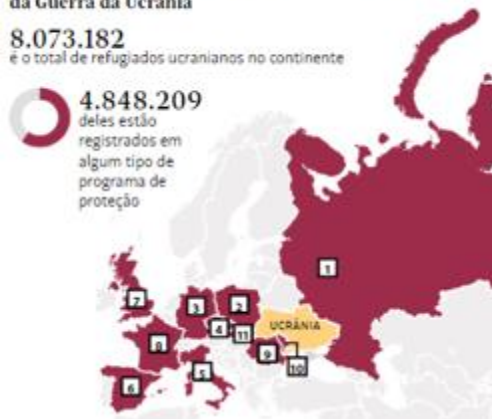 da Guerra da Ucrânia
8.073.182
é o total de refugiados ucranianos no continente
4.848.209
deles estão
registrados em
algum tipo de
programa de
proteção
1
7
3
2
UCRÂNIA
4
11
8
9
10
5
6